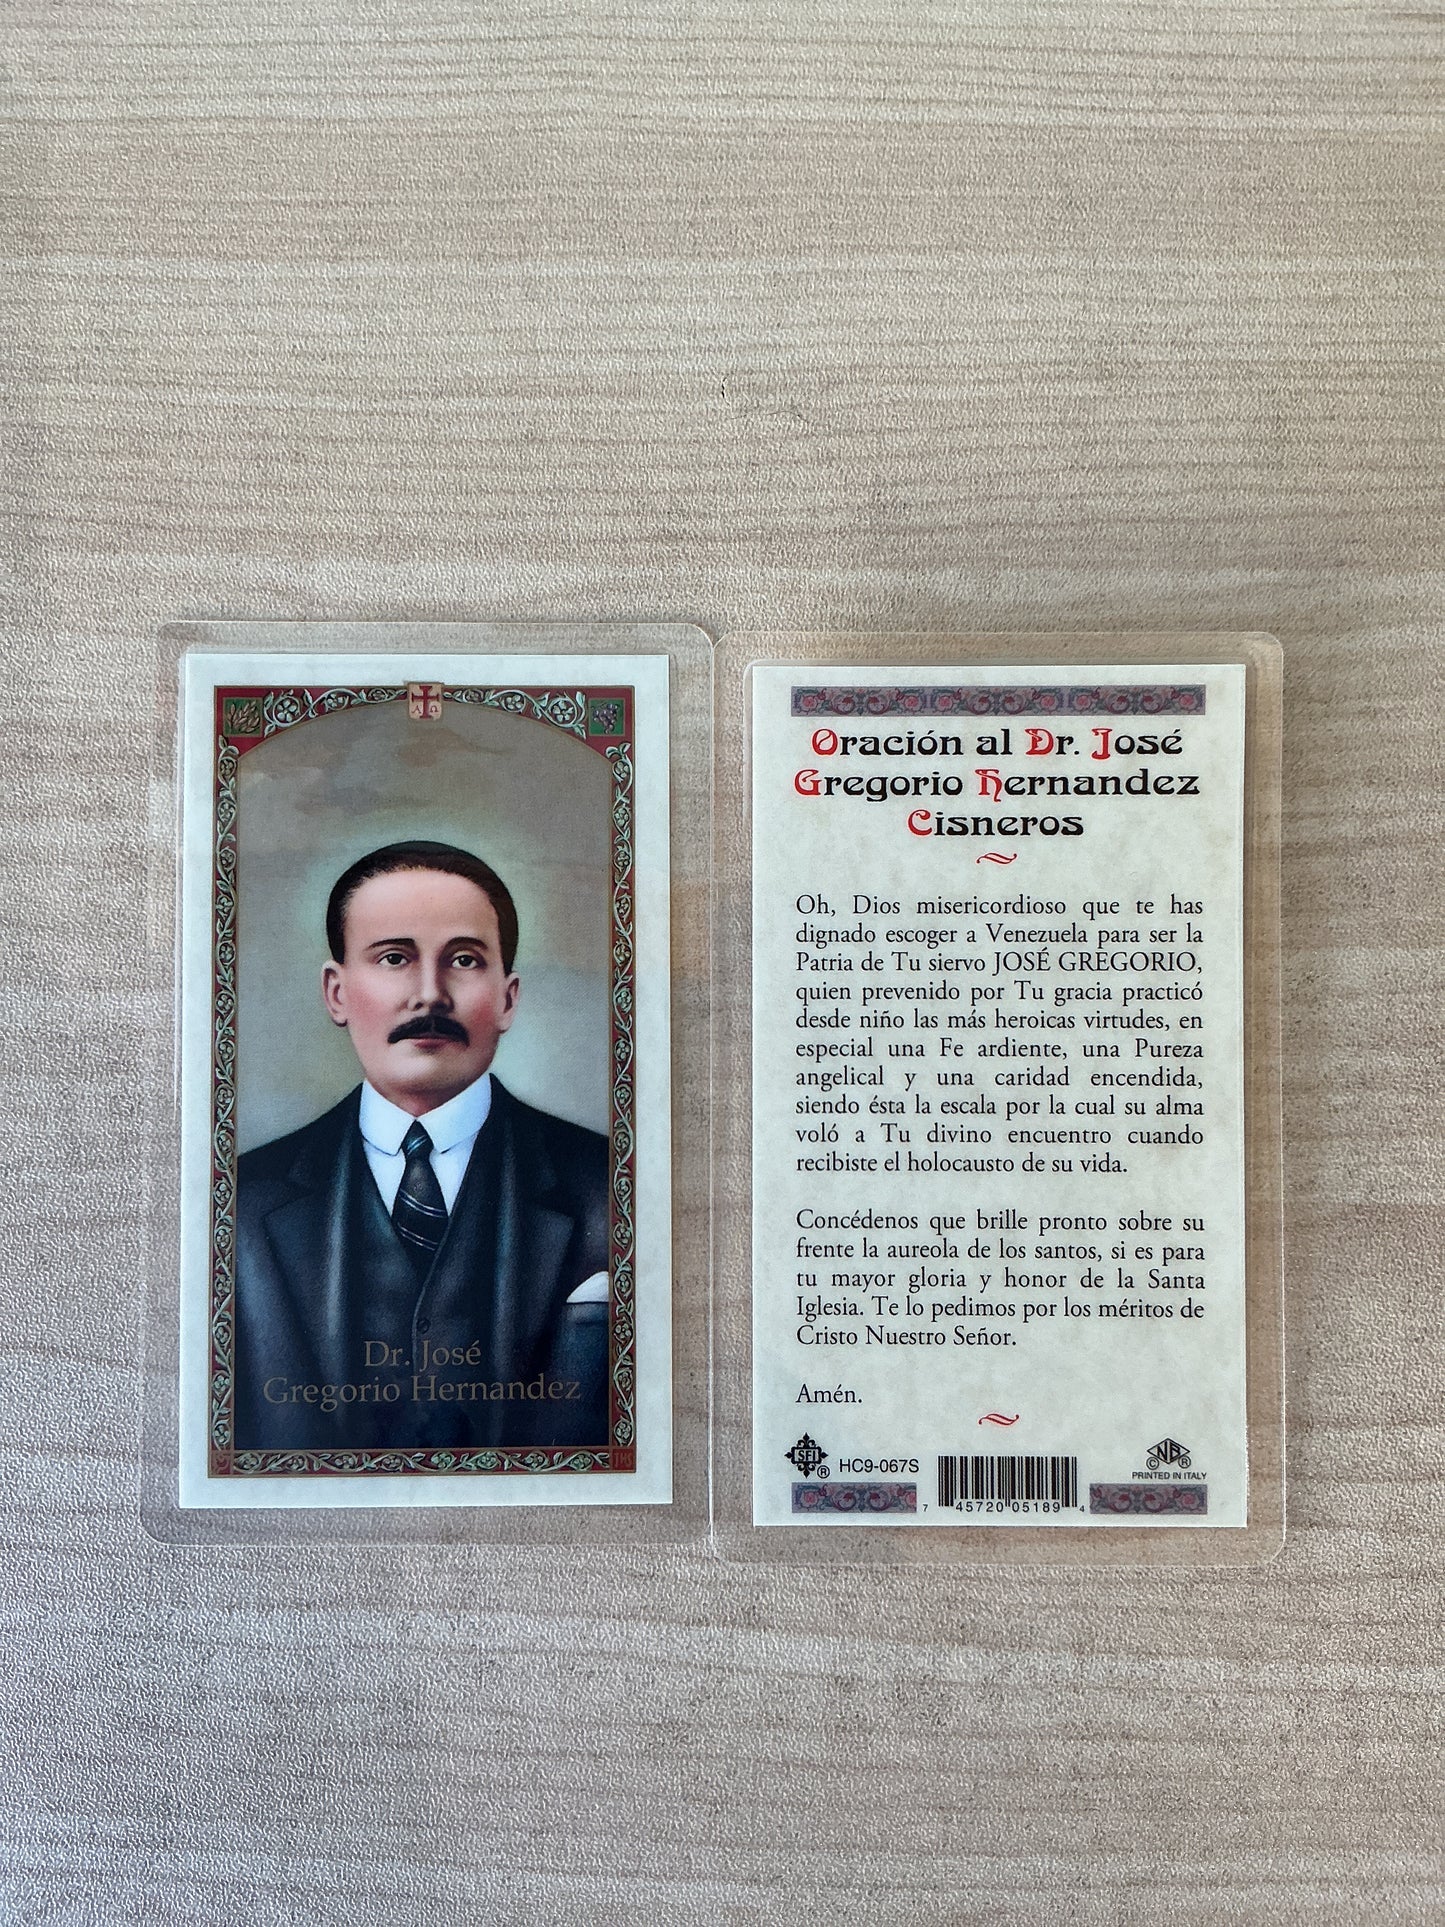 Α Ω
Dr. José
Gregorio Hernandez
JHS
Oración al Dr. José
Gregorio Hernandez
Cisneros
Oh, Dios misericordioso que te has
dignado escoger a Venezuela para ser la
Patria de Tu siervo JOSÉ GREGORIO,
quien prevenido por Tu gracia practicó
desde niño las más heroicas virtudes, en
especial una Fe ardiente, una Pureza
angelical y una caridad encendida,
siendo ésta la escala por la cual su alma
voló a Tu divino encuentro cuando
recibiste el holocausto de su vida.
Concédenos que brille pronto sobre su
frente la aureola de los santos, si es para
tu mayor gloria y honor de la Santa
Iglesia. Te lo pedimos por los méritos de
Cristo Nuestro Señor.
Amén.
SFI ® HC9-067S
7 45720 05189 4
© NB ®
PRINTED IN ITALY